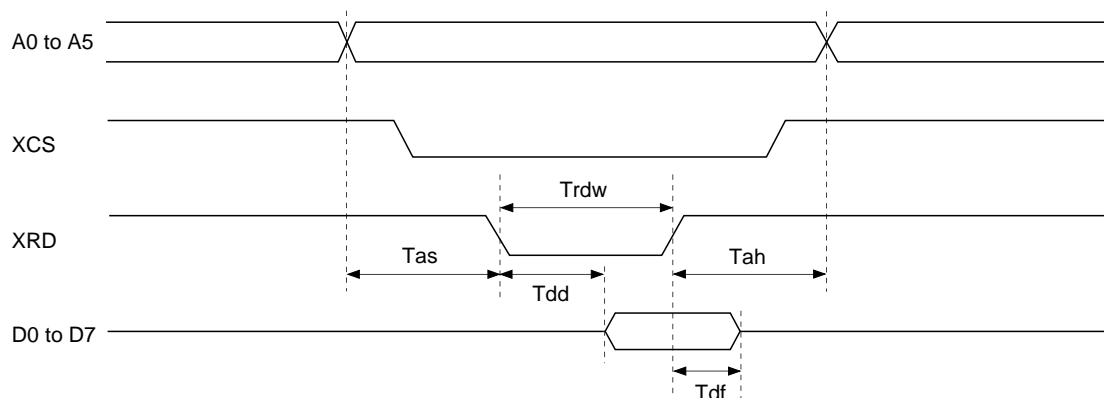 A0 to A5
XCS
Trdw
XRD
Tas
Tah
Tdd
D0 to D7
Tdf